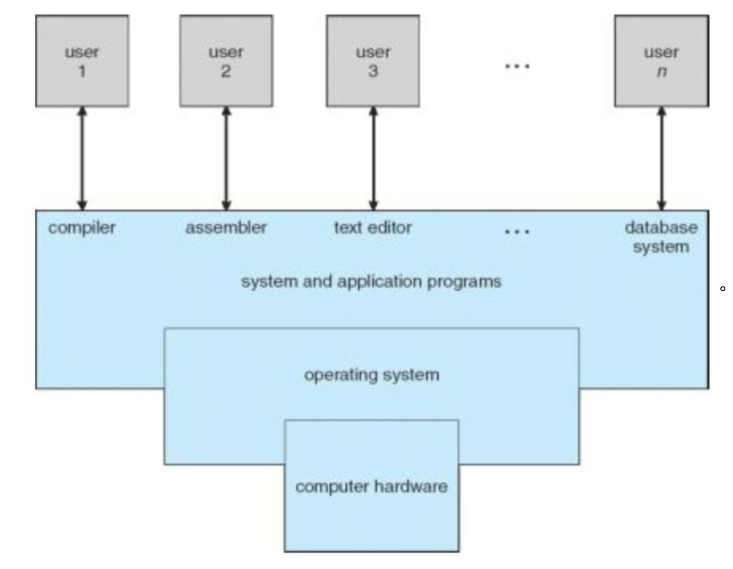 user
1
user
2
user
3
...
user
n
compiler
assembler
text editor
...
database
system
system and application programs
。
operating system
computer hardware